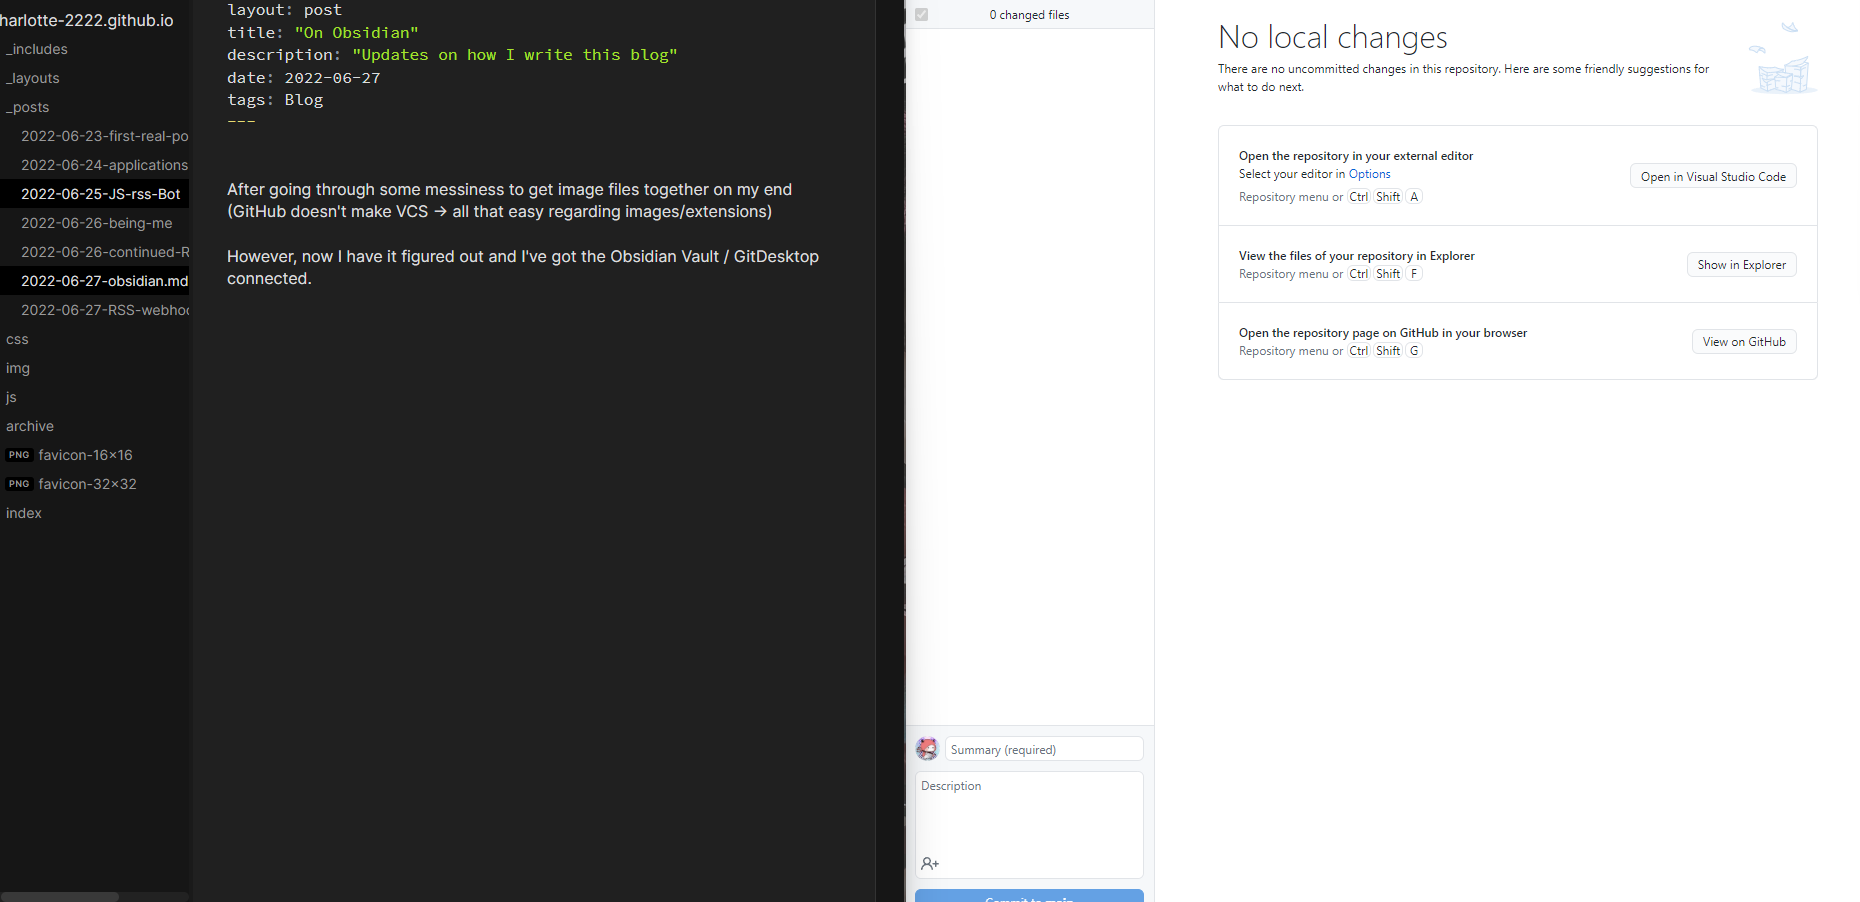 harlotte-2222.github.io
_includes
_layouts
_posts
2022-06-23-first-real-po
2022-06-24-applications
2022-06-25-JS-rss-Bot
2022-06-26-being-me
2022-06-26-continued-R
2022-06-27-obsidian.md
2022-06-27-RSS-webhoo
css
img
js
archive
PNG favicon-16×16
PNG favicon-32×32
index
layout: post
title: "On Obsidian"
description: "Updates on how I write this blog"
date: 2022-06-27
tags: Blog
---
After going through some messiness to get image files together on my end
(GitHub doesn't make VCS → all that easy regarding images/extensions)
However, now I have it figured out and I've got the Obsidian Vault / GitDesktop
connected.
0 changed files
Summary (required)
Description
Commit to main
No local changes
There are no uncommitted changes in this repository. Here are some friendly suggestions for
what to do next.
Open the repository in your external editor
Select your editor in Options
Repository menu or Ctrl Shift A
Open in Visual Studio Code
View the files of your repository in Explorer
Repository menu or Ctrl Shift F
Show in Explorer
Open the repository page on GitHub in your browser
Repository menu or Ctrl Shift G
View on GitHub